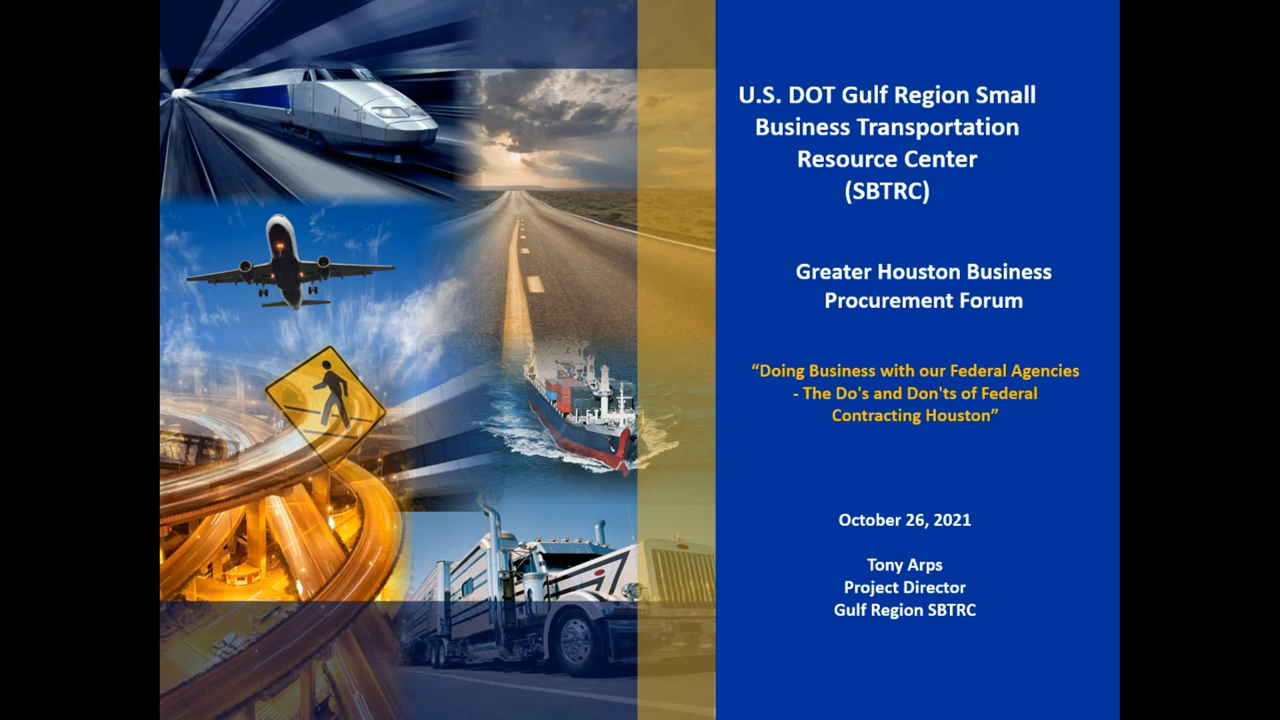 U.S. DOT Gulf Region Small
Business Transportation
Resource Center
(SBTRC)
Greater Houston Business
Procurement Forum
“Doing Business with our Federal Agencies
- The Do's and Don'ts of Federal
Contracting Houston”
October 26, 2021
Tony Arps
Project Director
Gulf Region SBTRC